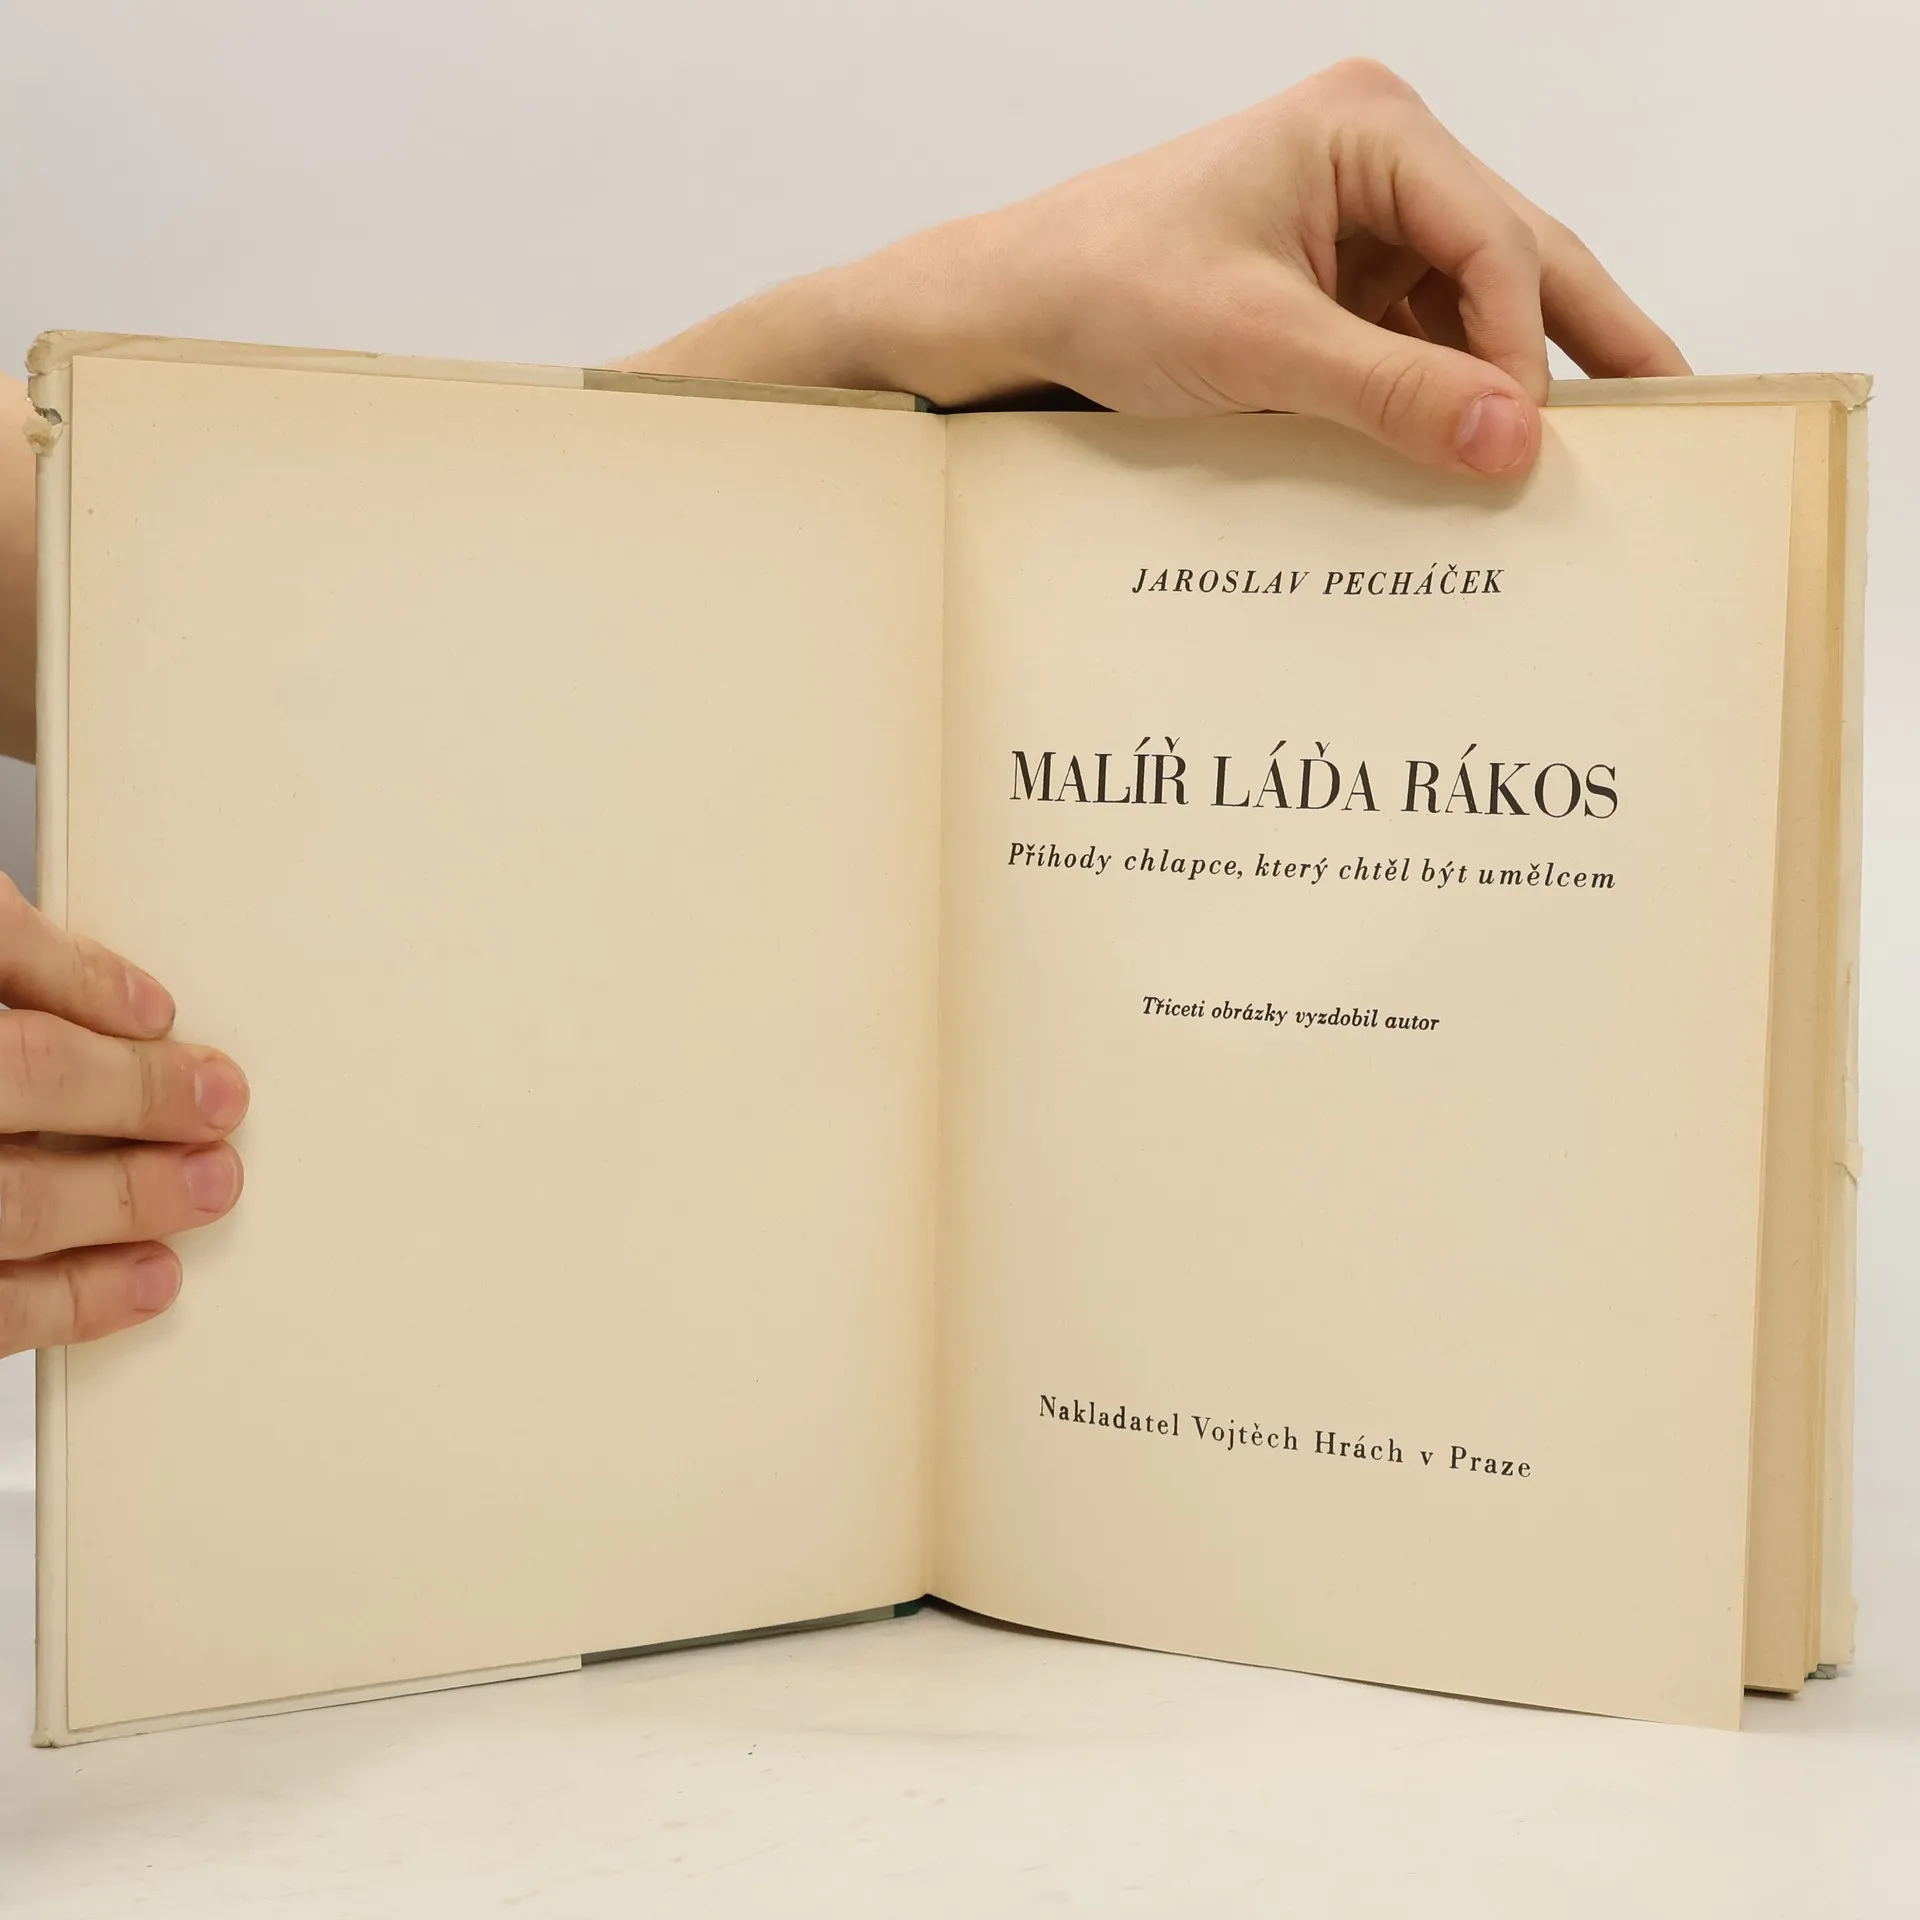 JAROSLAV PECHÁČEK
MALÍŘ LÁĎA RÁKOS
Příhody chlapce, který chtěl být umělcem
Třiceti obrázky vyzdobil autor
Nakladatel Vojtěch Hrách v Praze